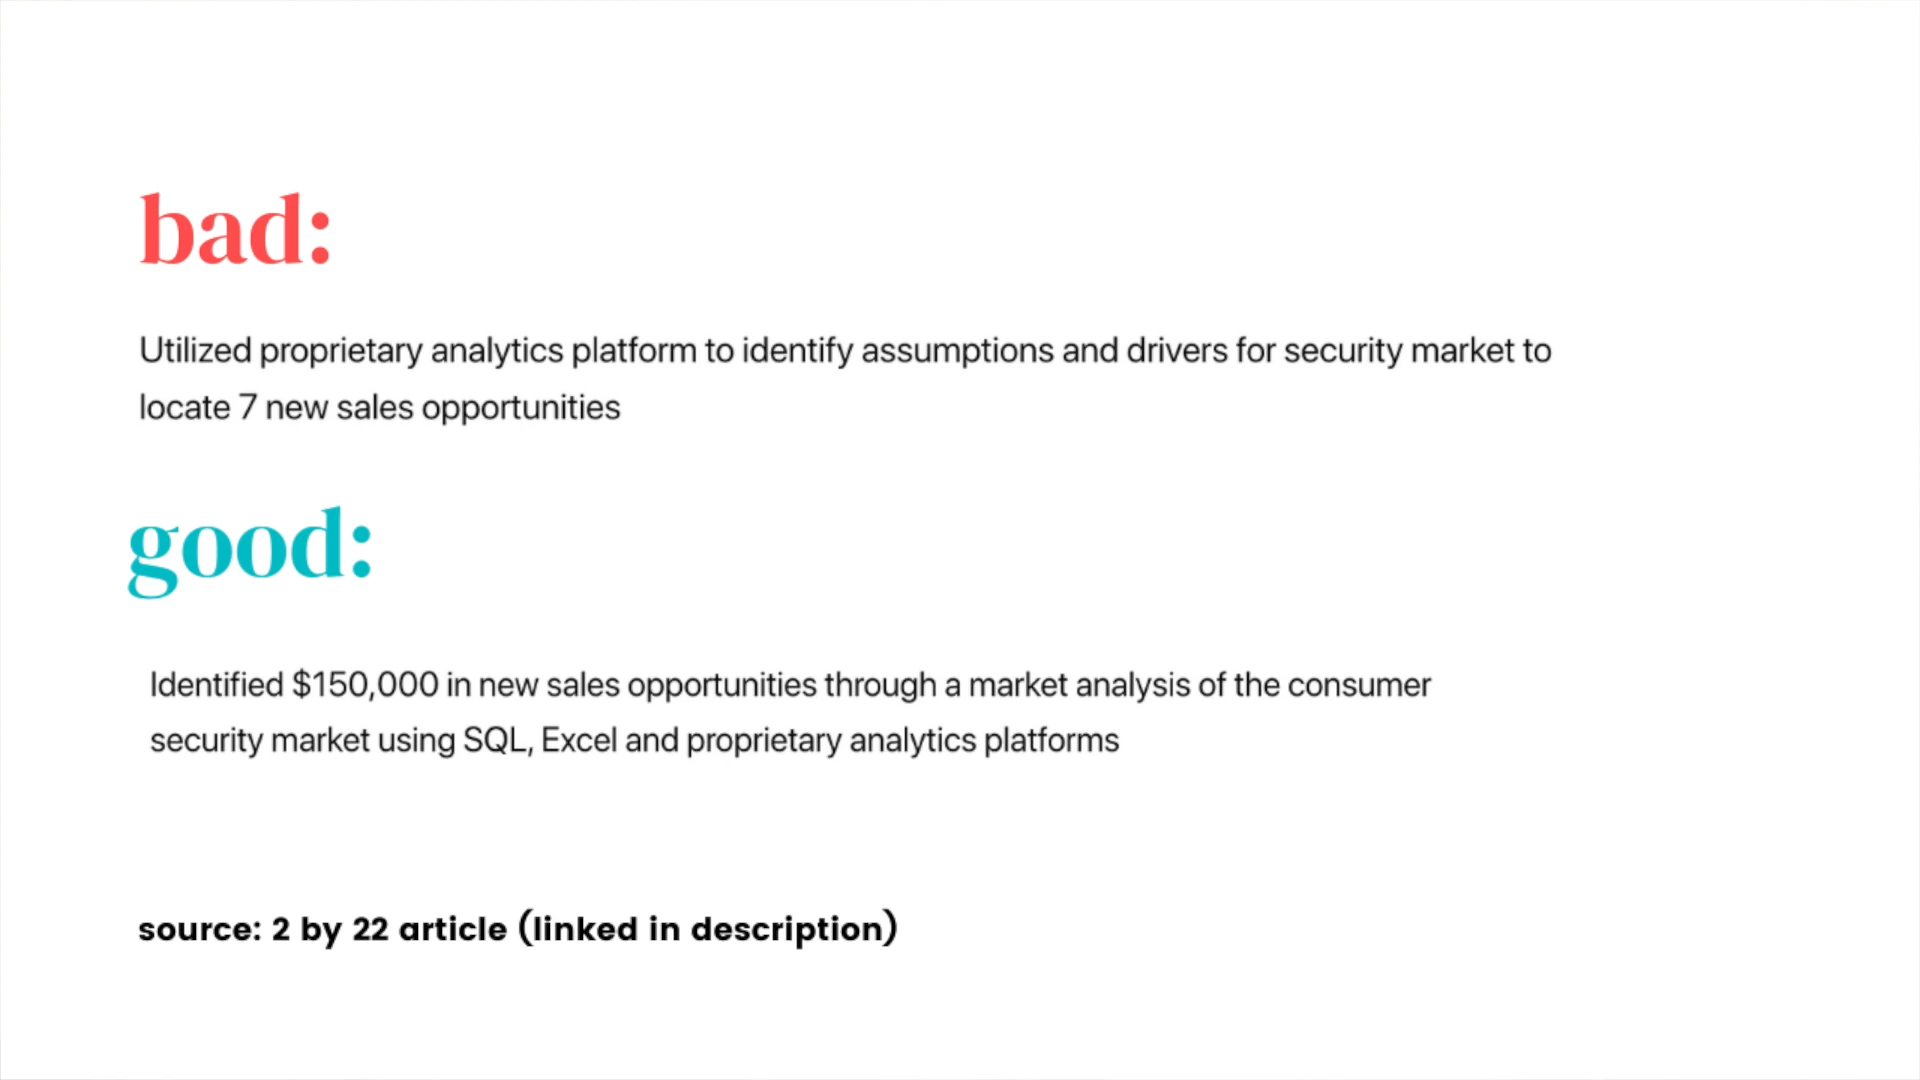 bad:
Utilized proprietary analytics platform to identify assumptions and drivers for security market to
locate 7 new sales opportunities
good:
Identified $150,000 in new sales opportunities through a market analysis of the consumer
security market using SQL, Excel and proprietary analytics platforms
source: 2 by 22 article (linked in description)